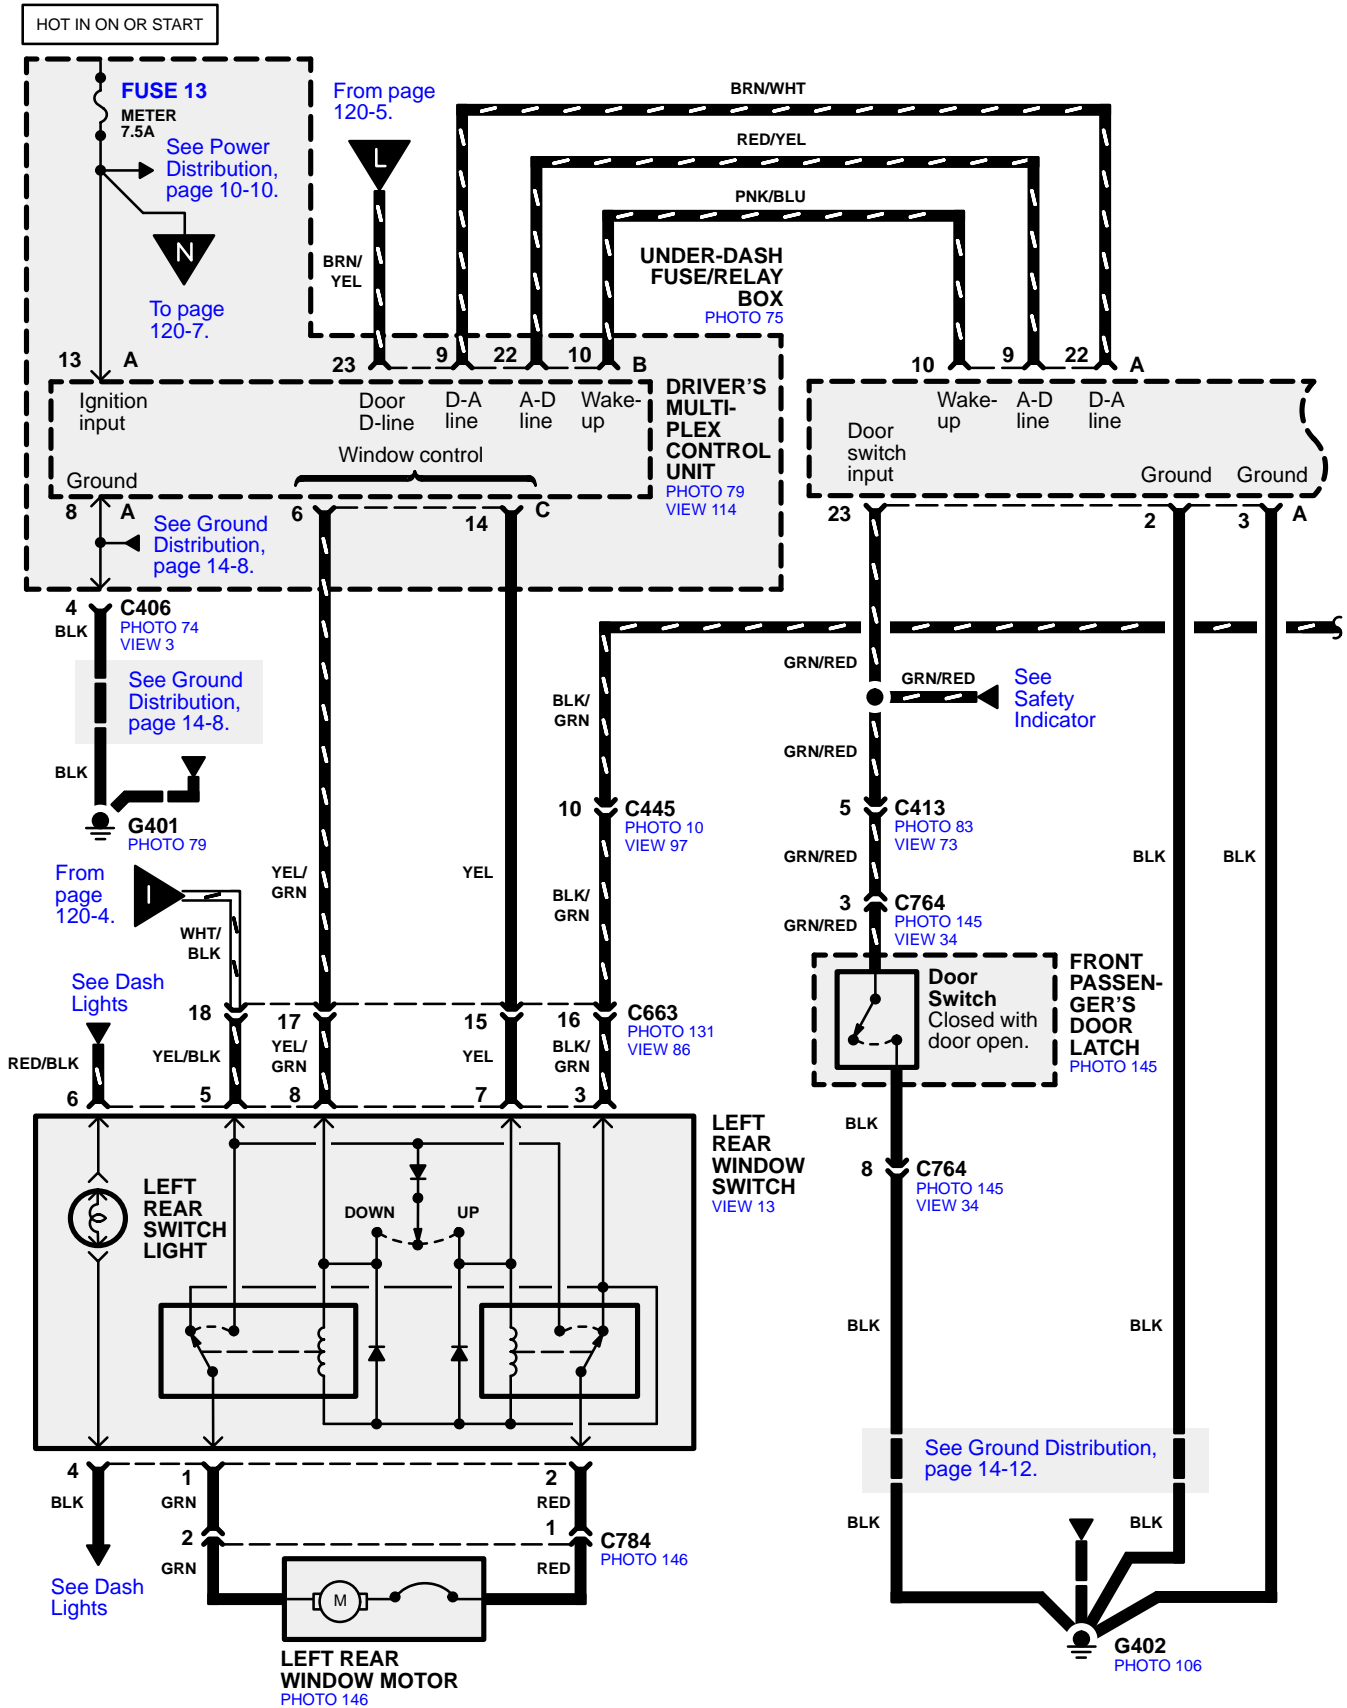 HOT IN ON OR START
FUSE 13
METER
7.5A
See Power
Distribution,
page 10-10.
N
To page
120-7.
From page
120-5.
L
BRN/
YEL
BRN/WHT
RED/YEL
PNK/BLU
UNDER-DASH
FUSE/RELAY
BOX
PHOTO 75
13 A
23 9 22 10 B
10 9 22 A
Ignition
input
Door
D-line
D-A
line
A-D
line
Wake-
up
Window control
Ground
DRIVER'S
MULTI-
PLEX
CONTROL
UNIT
PHOTO 79
VIEW 114
Wake-
up
A-D
line
D-A
line
Door
switch
input
Ground
Ground
8 A
See Ground
Distribution,
page 14-8.
6 14 C
23 2 3 A
4 C406
PHOTO 74
VIEW 3
BLK
See Ground
Distribution,
page 14-8.
BLK
G401
PHOTO 79
GRN/RED
GRN/RED
See
Safety
Indicator
GRN/RED
BLK/
GRN
10 C445
PHOTO 10
VIEW 97
5 C413
PHOTO 83
VIEW 73
GRN/RED
BLK
BLK
From
page
120-4.
I
WHT/
BLK
YEL/
GRN
YEL
BLK/
GRN
3 C764
PHOTO 145
VIEW 34
GRN/RED
See Dash
Lights
RED/BLK
18 17 15 16 C663
PHOTO 131
VIEW 86
YEL/BLK
YEL/
GRN
YEL
BLK/
GRN
Door
Switch
Closed with
door open.
FRONT
PASSEN-
GER'S
DOOR
LATCH
PHOTO 145
6 5 8 7 3
LEFT
REAR
WINDOW
SWITCH
VIEW 13
LEFT
REAR
SWITCH
LIGHT
DOWN UP
BLK
8 C764
PHOTO 145
VIEW 34
BLK
BLK
See Ground Distribution,
page 14-12.
4 1 2
BLK
GRN
RED
2 1 C784
PHOTO 146
GRN
RED
See Dash
Lights
M
LEFT REAR
WINDOW MOTOR
PHOTO 146
BLK
BLK
G402
PHOTO 106